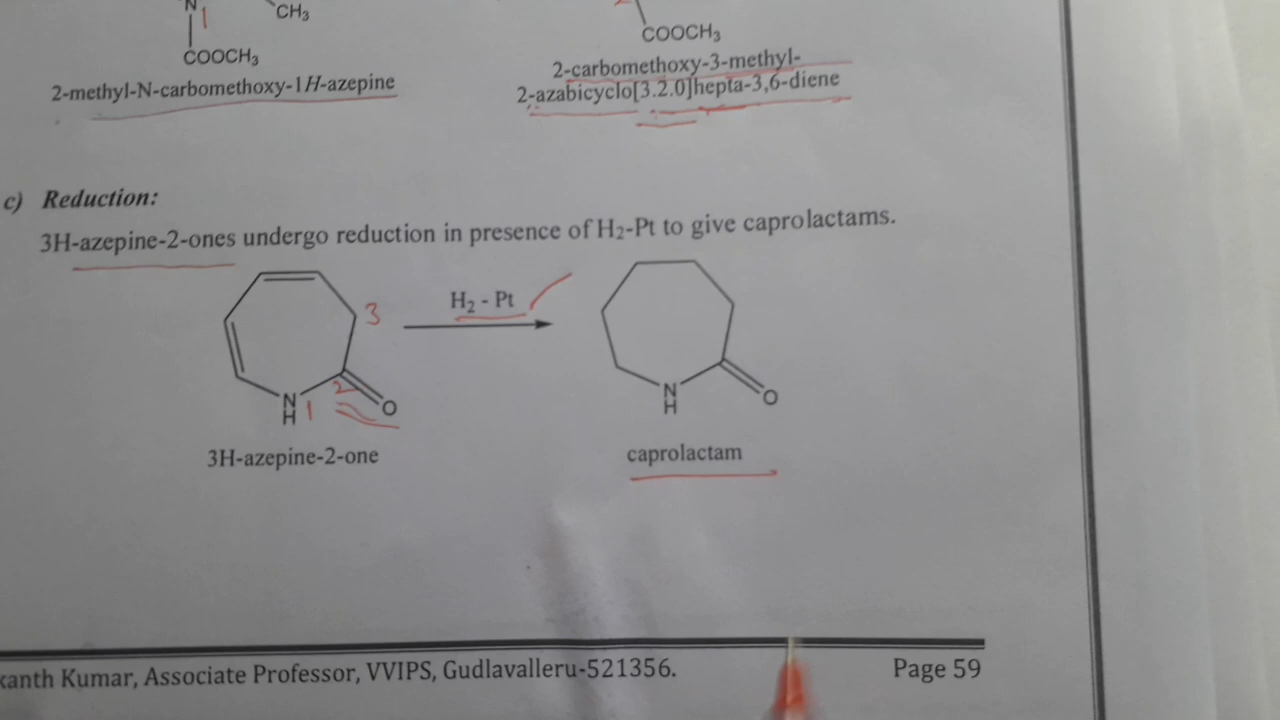 N
1
CH3
COOCH3
2-methyl-N-carbomethoxy-1H-azepine
2
COOCH3
2-carbomethoxy-3-methyl-
2-azabicyclo[3.2.0]hepta-3,6-diene
c) Reduction:
3H-azepine-2-ones undergo reduction in presence of H2-Pt to give caprolactams.
3
H2 - Pt
2
N
H
1
O
N
H
O
3H-azepine-2-one
caprolactam
kanth Kumar, Associate Professor, VVIPS, Gudlavalleru-521356.
Page 59